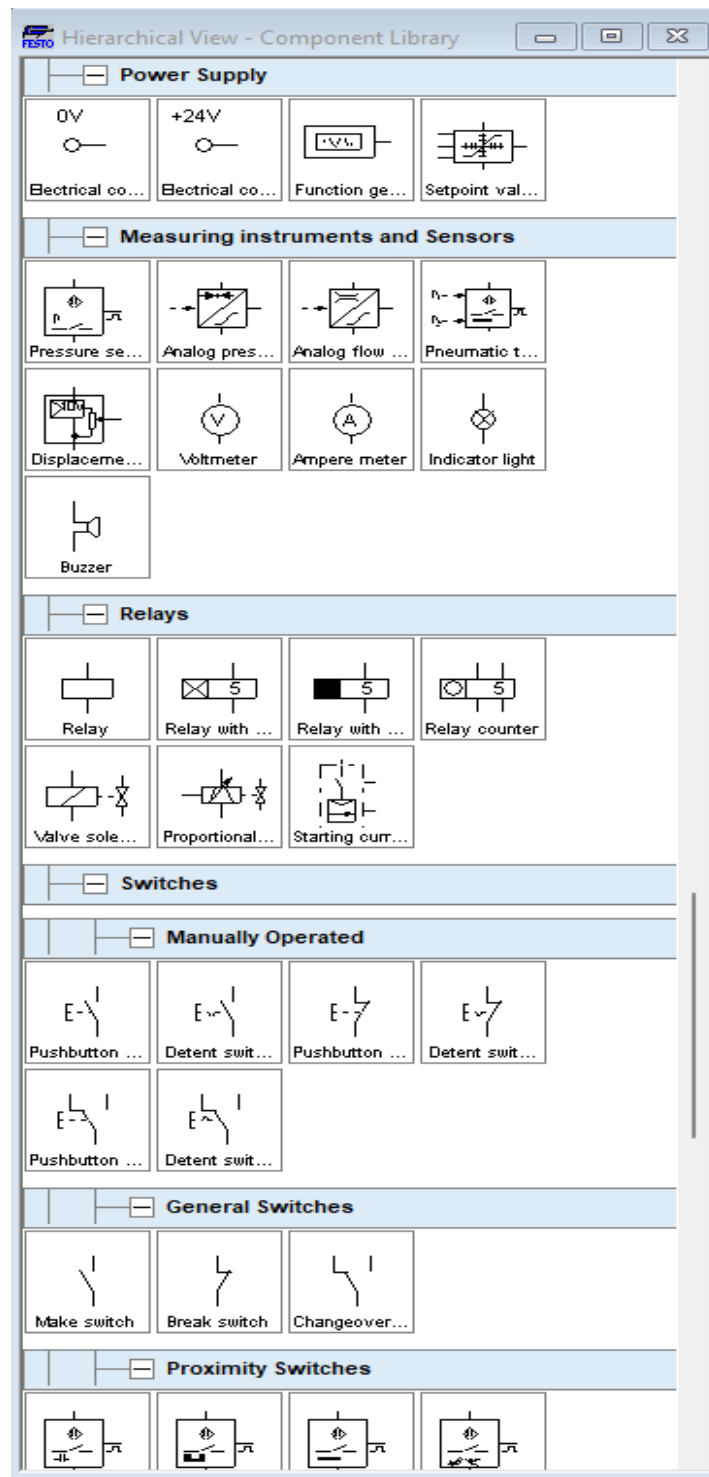 FESTO
Hierarchical View - Component Library
Power Supply
0V
+24V
Electrical co...
Electrical co...
Function ge...
Setpoint val...
Measuring instruments and Sensors
p
Pressure se...
Analog pres...
Analog flow ...
Pneumatic t...
Displaceme...
V
Voltmeter
A
Ampere meter
Indicator light
Buzzer
Relays
Relay
5
Relay with ...
5
Relay with ...
5
Relay counter
Valve sole...
Proportional...
Starting curr...
Switches
Manually Operated
Pushbutton ...
Detent swit...
Pushbutton ...
Detent swit...
Pushbutton ...
Detent swit...
General Switches
Make switch
Break switch
Changeover...
Proximity Switches